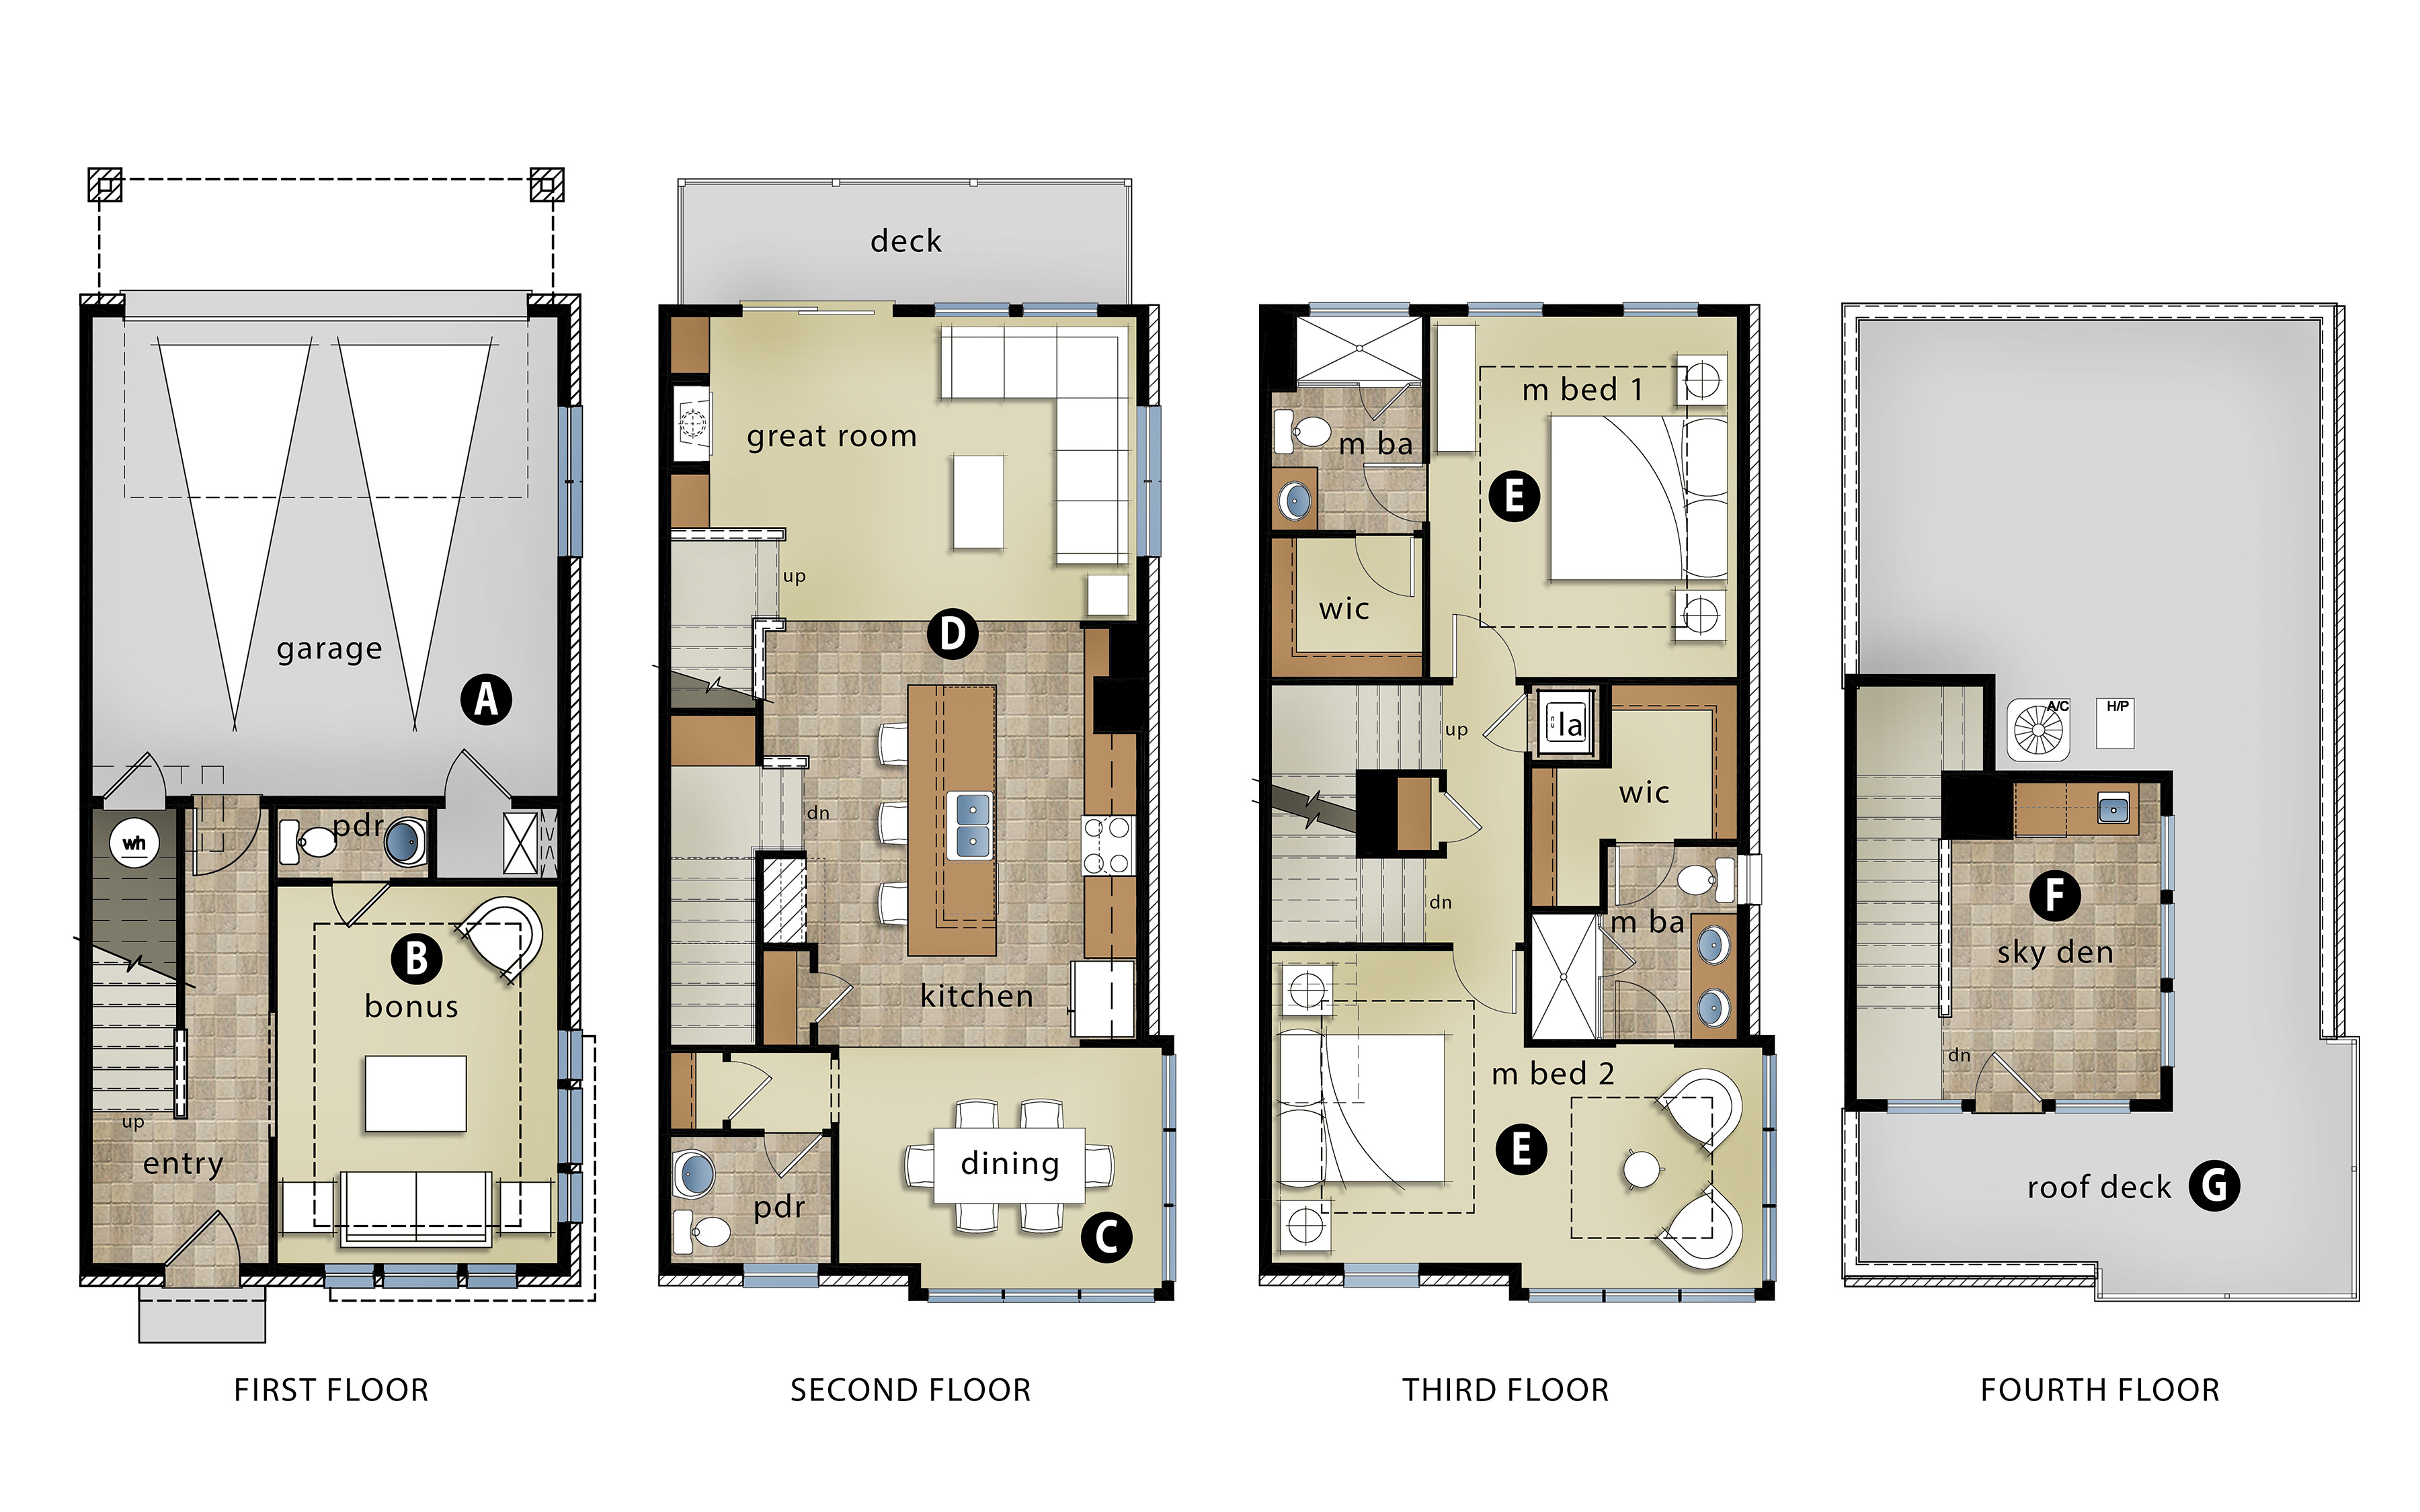 deck
great room
up
D
dn
kitchen
dining
pdr
C
SECOND FLOOR
garage
A
wh
pdr
B
bonus
up
entry
FIRST FLOOR
m bed 1
m ba
E
wic
up
la
wic
dn
m ba
m bed 2
E
THIRD FLOOR
A/C
H/P
F
sky den
dn
roof deck G
FOURTH FLOOR